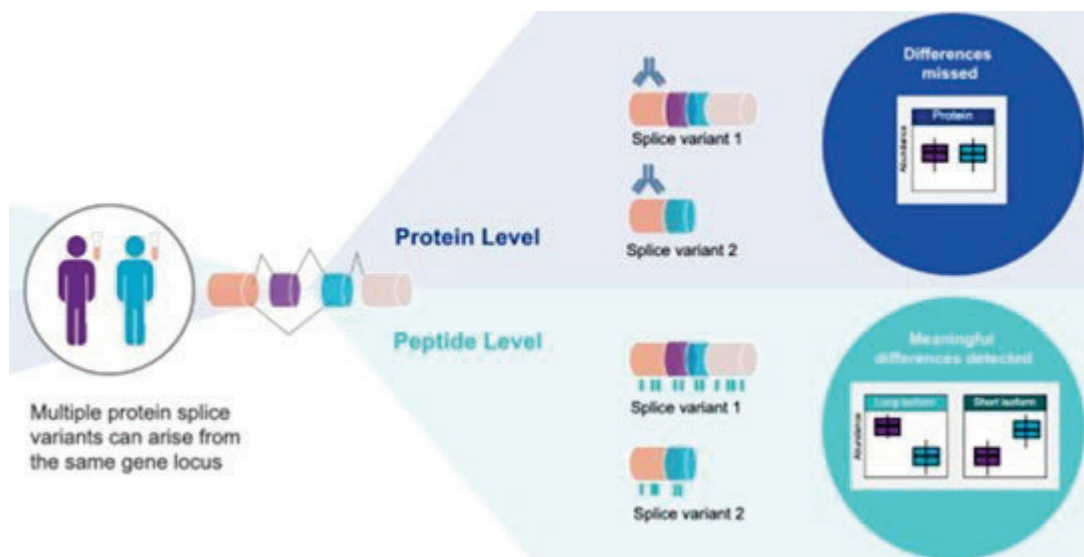 Differences
missed
Protein
Abundance
Splice variant 1
Splice variant 2
Protein Level
Peptide Level
Multiple protein splice
variants can arise from
the same gene locus
Splice variant 1
Splice variant 2
Meaningful
differences detected
Long isoform
Short isoform
Abundance